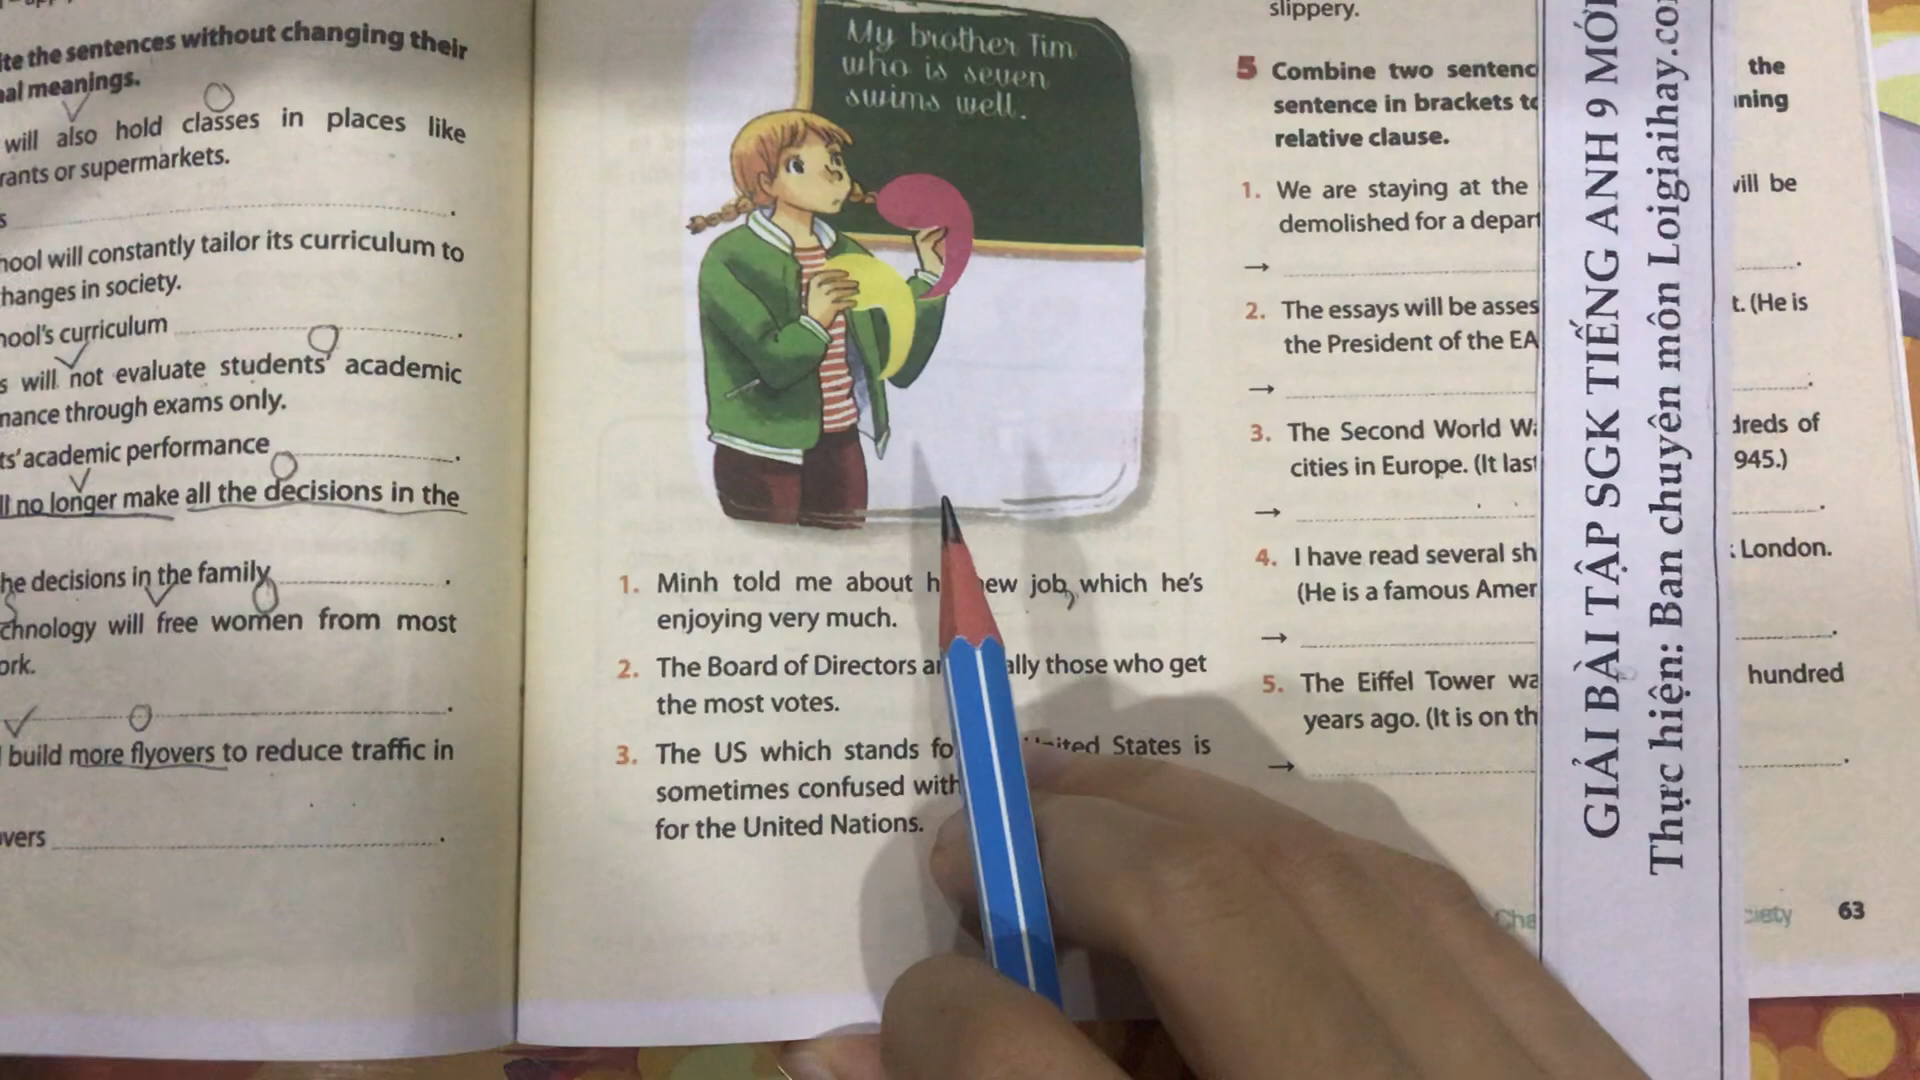 ite the sentences without changing their
nal meanings.
will also hold classes in places like
rants or supermarkets.
s
hool will constantly tailor its curriculum to
hanges in society.
hool's curriculum
s will not evaluate students' academic
mance through exams only.
ts' academic performance
ll no longer make all the decisions in the
he decisions in the family
chnology will free women from most
ork.
build more flyovers to reduce traffic in
vers
My brother Tim
who is seven
swims well.
1. Minh told me about h ew job, which he's
enjoying very much.
2. The Board of Directors ar ally those who get
the most votes.
3. The US which stands fo United States is
sometimes confused with
for the United Nations.
slippery.
5 Combine two sentenc the
sentence in brackets to ning
relative clause.
1. We are staying at the will be
demolished for a depart
→
2. The essays will be asses t. (He is
the President of the EA
→
3. The Second World Wa dreds of
cities in Europe. (It last 945.)
→
4. I have read several sh London.
(He is a famous Amer
→
5. The Eiffel Tower wa hundred
years ago. (It is on th
→
Cha ciety 63
GIẢI BÀI TẬP SGK TIẾNG ANH 9 MỚI
Thực hiện: Ban chuyên môn Loigiaihay.co